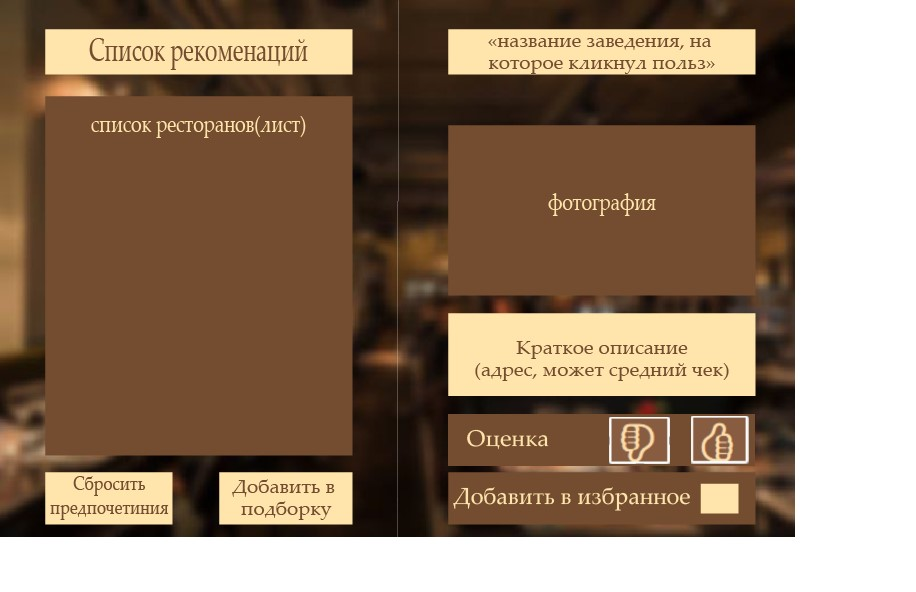 Список рекоменаций
список ресторанов(лист)
Сбросить
предпочетиния
Добавить в
подборку
«название заведения, на
которое кликнул польз»
фотография
Краткое описание
(адрес, может средний чек)
Оценка
Добавить в избранное